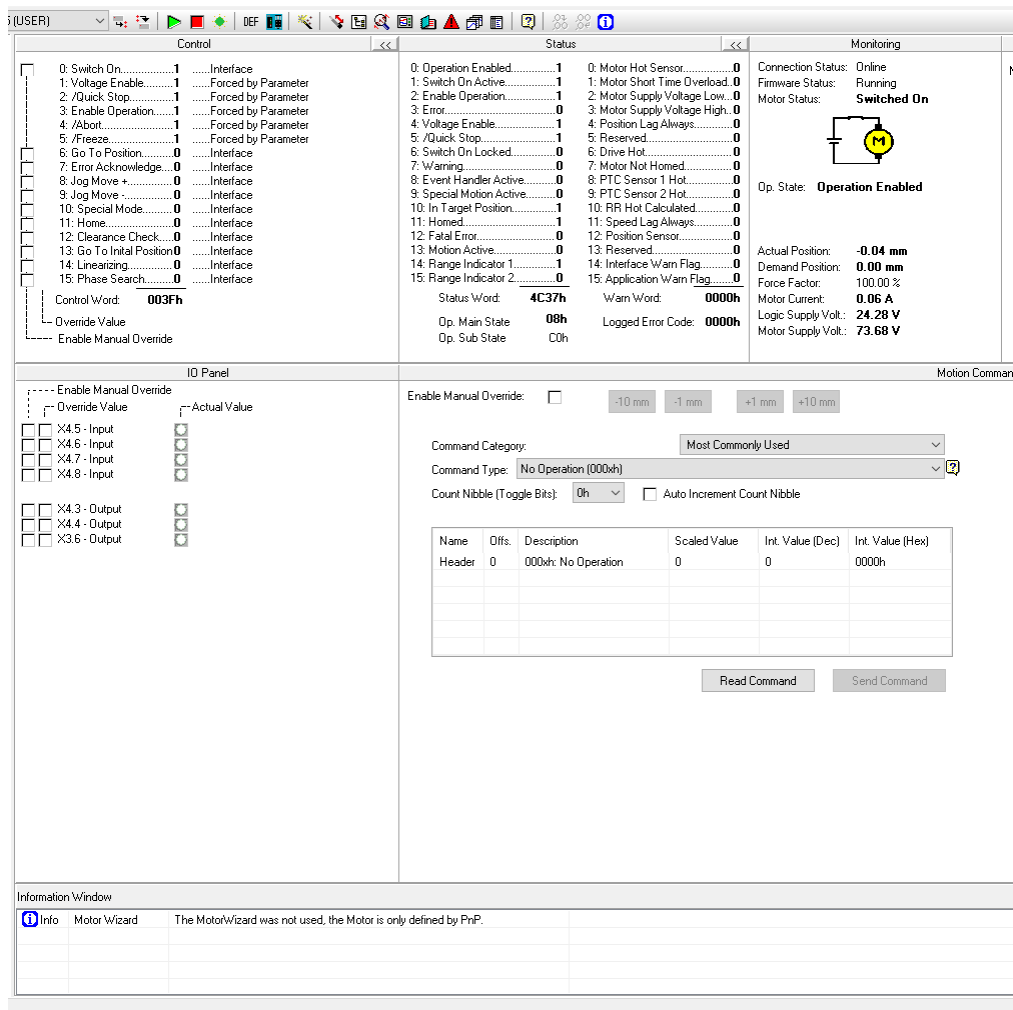 5 (USER)
DEF
Control
<<
Status
<<
Monitoring
0: Switch On.................1 ......Interface
1: Voltage Enable..........1 ......Forced by Parameter
2: /Quick Stop...............1 ......Forced by Parameter
3: Enable Operation.......1 ......Forced by Parameter
4: /Abort.......................1 ......Forced by Parameter
5: /Freeze.....................1 ......Forced by Parameter
6: Go To Position..........0 ......Interface
7: Error Acknowledge....0 ......Interface
8: Jog Move +..............0 ......Interface
9: Jog Move -...............0 ......Interface
10: Special Mode.........0 ......Interface
11: Home.....................0 ......Interface
12: Clearance Check.....0 ......Interface
13: Go To Inital Position0 ......Interface
14: Linearizing..............0 ......Interface
15: Phase Search.........0 ......Interface
Control Word: 003Fh
Override Value
Enable Manual Override
0: Operation Enabled.............1
1: Switch On Active...............1
2: Enable Operation...............1
3: Error..................................0
4: Voltage Enable..................1
5: /Quick Stop.......................1
6: Switch On Locked..............0
7: Warning............................0
8: Event Handler Active..........0
9: Special Motion Active.........0
10: In Target Position.............1
11: Homed............................1
12: Fatal Error.......................0
13: Motion Active...................0
14: Range Indicator 1.............1
15: Range Indicator 2.............0
Status Word: 4C37h
Op. Main State 08h
Op. Sub State C0h
0: Motor Hot Sensor...............0
1: Motor Short Time Overload..0
2: Motor Supply Voltage Low...0
3: Motor Supply Voltage High..0
4: Position Lag Always............0
5: Reserved...........................0
6: Drive Hot...........................0
7: Motor Not Homed...............0
8: PTC Sensor 1 Hot...............0
9: PTC Sensor 2 Hot...............0
10: RR Hot Calculated............0
11: Speed Lag Always............0
12: Position Sensor................0
13: Reserved.........................0
14: Interface Warn Flag..........0
15: Application Warn Flag.......0
Warn Word: 0000h
Logged Error Code: 0000h
Connection Status: Online
Firmware Status: Running
Motor Status: Switched On
M
Op. State: Operation Enabled
Actual Position: -0.04 mm
Demand Position: 0.00 mm
Force Factor: 100.00 %
Motor Current: 0.06 A
Logic Supply Volt.: 24.28 V
Motor Supply Volt.: 73.68 V
IO Panel
Enable Manual Override
Override Value Actual Value
X4.5 - Input
X4.6 - Input
X4.7 - Input
X4.8 - Input
X4.3 - Output
X4.4 - Output
X3.6 - Output
Motion Comman
Enable Manual Override: -10 mm -1 mm +1 mm +10 mm
Command Category: Most Commonly Used
Command Type: No Operation (000xh)
Count Nibble (Toggle Bits): 0h Auto Increment Count Nibble
Name Offs. Description Scaled Value Int. Value (Dec) Int. Value (Hex)
Header 0 000xh: No Operation 0 0 0000h
Read Command Send Command
Information Window
Info Motor Wizard The MotorWizard was not used, the Motor is only defined by PnP.